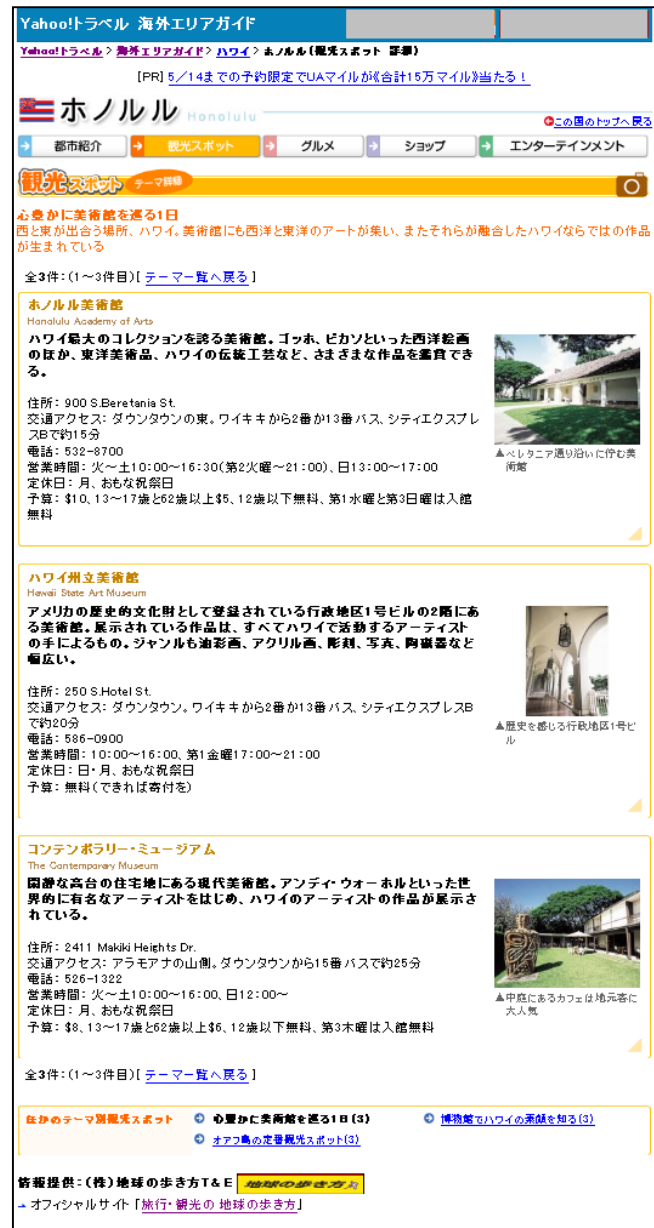 Yahoo!トラベル 海外エリアガイド
Yahoo!トラベル > 海外エリアガイド > ハワイ > ホノルル(観光スポット 詳細)
[PR] 5/14までの予約限定でUAマイルが《合計15万マイル》当たる!
ホノルル Honolulu
この国のトップへ戻る
都市紹介 観光スポット グルメ ショップ エンターテインメント
観光スポット テーマ詳細
心豊かに美術館を巡る1日
西と東が出合う場所、ハワイ。美術館にも西洋と東洋のアートが集い、またそれらが融合したハワイならではの作品
が生まれている
全3件:(1~3件目)[ テーマ一覧へ戻る ]
ホノルル美術館
Honolulu Academy of Arts
ハワイ最大のコレクションを誇る美術館。ゴッホ、ピカソといった西洋絵画
のほか、東洋美術品、ハワイの伝統工芸など、さまざまな作品を鑑賞でき
る。
住所: 900 S.Beretania St.
交通アクセス: ダウンタウンの東。ワイキキから2番か13番バス、シティエクスプレ
スBで約15分
電話: 532-8700
営業時間: 火~土10:00~16:30(第2火曜~21:00)、日13:00~17:00
定休日: 月、おもな祝祭日
予算: $10、13~17歳と62歳以上$5、12歳以下無料、第1水曜と第3日曜は入館
無料
▲ベレタニア通り沿いに佇む美
術館
ハワイ州立美術館
Hawaii State Art Museum
アメリカの歴史的文化財として登録されている行政地区1号ビルの2階にあ
る美術館。展示されている作品は、すべてハワイで活動するアーティスト
の手によるもの。ジャンルも油彩画、アクリル画、彫刻、写真、陶磁器など
幅広い。
住所: 250 S.Hotel St.
交通アクセス: ダウンタウン。ワイキキから2番か13番バス、シティエクスプレスB
で約20分
電話: 586-0900
営業時間: 10:00~16:00、第1金曜17:00~21:00
定休日: 日・月、おもな祝祭日
予算: 無料(できれば寄付を)
▲歴史を感じる行政地区1号ビ
ル
コンテンポラリー・ミュージアム
The Contemporary Museum
閑静な高台の住宅地にある現代美術館。アンディ・ウォーホルといった世
界的に有名なアーティストをはじめ、ハワイのアーティストの作品が展示さ
れている。
住所: 2411 Makiki Heights Dr.
交通アクセス: アラモアナの山側。ダウンタウンから15番バスで約25分
電話: 526-1322
営業時間: 火~土10:00~16:00、日12:00~
定休日: 月、おもな祝祭日
予算: $8、13~17歳と62歳以上$6、12歳以下無料、第3木曜は入館無料
▲中庭にあるカフェは地元客に
大人気
全3件:(1~3件目)[ テーマ一覧へ戻る ]
ほかのテーマ別観光スポット 心豊かに美術館を巡る1日(3) 博物館でハワイの素顔を知る(3)
オアフ島の定番観光スポット(3)
情報提供:(株)地球の歩き方T&E 地球の歩き方
オフィシャルサイト「旅行・観光の 地球の歩き方」